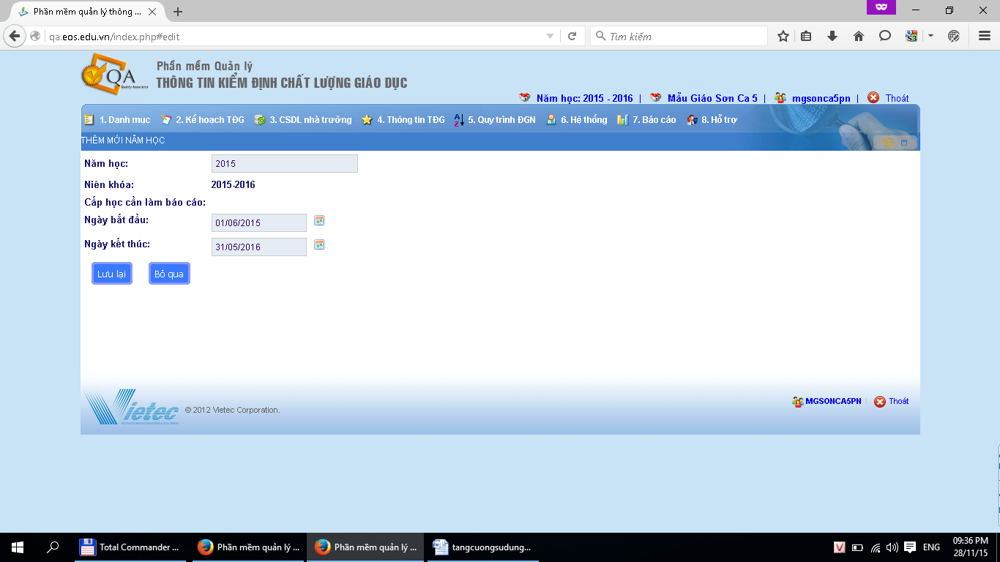 Phần mềm quản lý thông ...
qa.eos.edu.vn/index.php#edit
Tìm kiếm
QA
Phần mềm Quản lý
THÔNG TIN KIỂM ĐỊNH CHẤT LƯỢNG GIÁO DỤC
Năm học: 2015 - 2016 | Mẫu Giáo Sơn Ca 5 | mgsonca5pn | Thoát
1. Danh mục 2. Kế hoạch TĐG 3. CSDL nhà trường 4. Thông tin TĐG 5. Quy trình ĐGN 6. Hệ thống 7. Báo cáo 8. Hỗ trợ
THÊM MỚI NĂM HỌC
Năm học: 2015
Niên khóa: 2015-2016
Cấp học cần làm báo cáo:
Ngày bắt đầu: 01/06/2015
Ngày kết thúc: 31/05/2016
Lưu lại Bỏ qua
Vietec © 2012 Vietec Corporation.
MGSONCA5PN | Thoát
Total Commander ... Phần mềm quản lý ... Phần mềm quản lý ... tangcuongsudung... ENG
09:36 PM
28/11/15